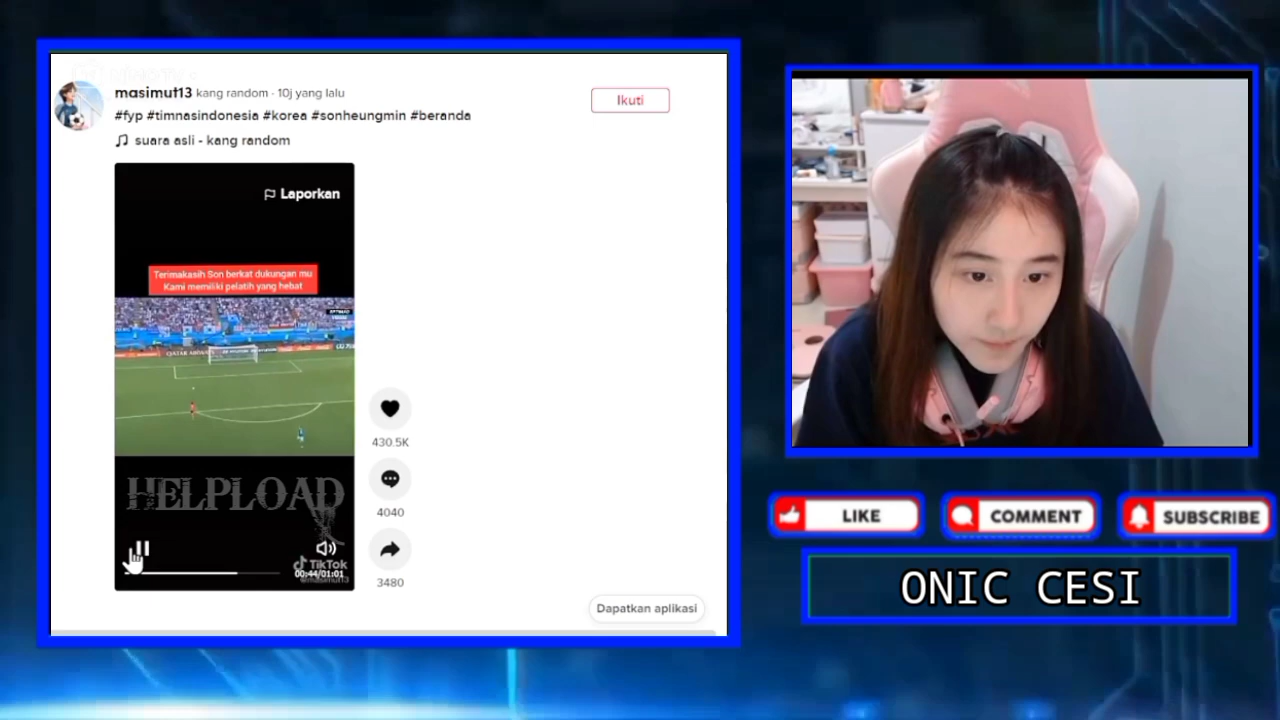 masimut13 kang random · 10j yang lalu
Ikuti
#fyp #timnasindonesia #korea #sonheungmin #beranda
suara asli - kang random
Laporkan
Terimakasih Son berkat dukungan mu
Kami memiliki pelatih yang hebat
QATAR AIRWAYS
HELPLOAD
430.5K
4040
3480
TikTok
00:44/01:01
@masimut13
Dapatkan aplikasi
LIKE
COMMENT
SUBSCRIBE
ONIC CESI